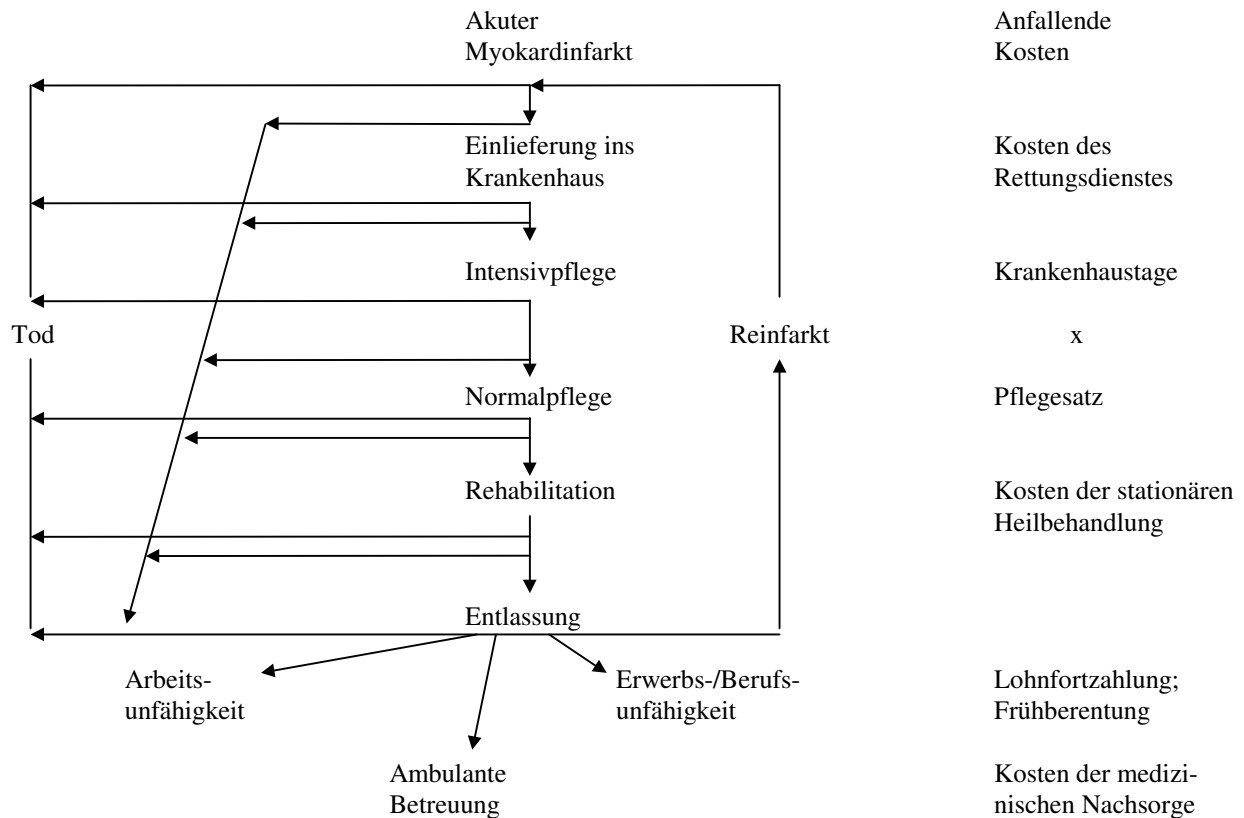 Akuter
Myokardinfarkt
Anfallende
Kosten
Einlieferung ins
Krankenhaus
Kosten des
Rettungsdienstes
Intensivpflege
Krankenhaustage
Tod
Reinfarkt
x
Normalpflege
Pflegesatz
Rehabilitation
Kosten der stationären
Heilbehandlung
Entlassung
Arbeits-
unfähigkeit
Erwerbs-/Berufs-
unfähigkeit
Lohnfortzahlung;
Frühberentung
Ambulante
Betreuung
Kosten der medizi-
nischen Nachsorge